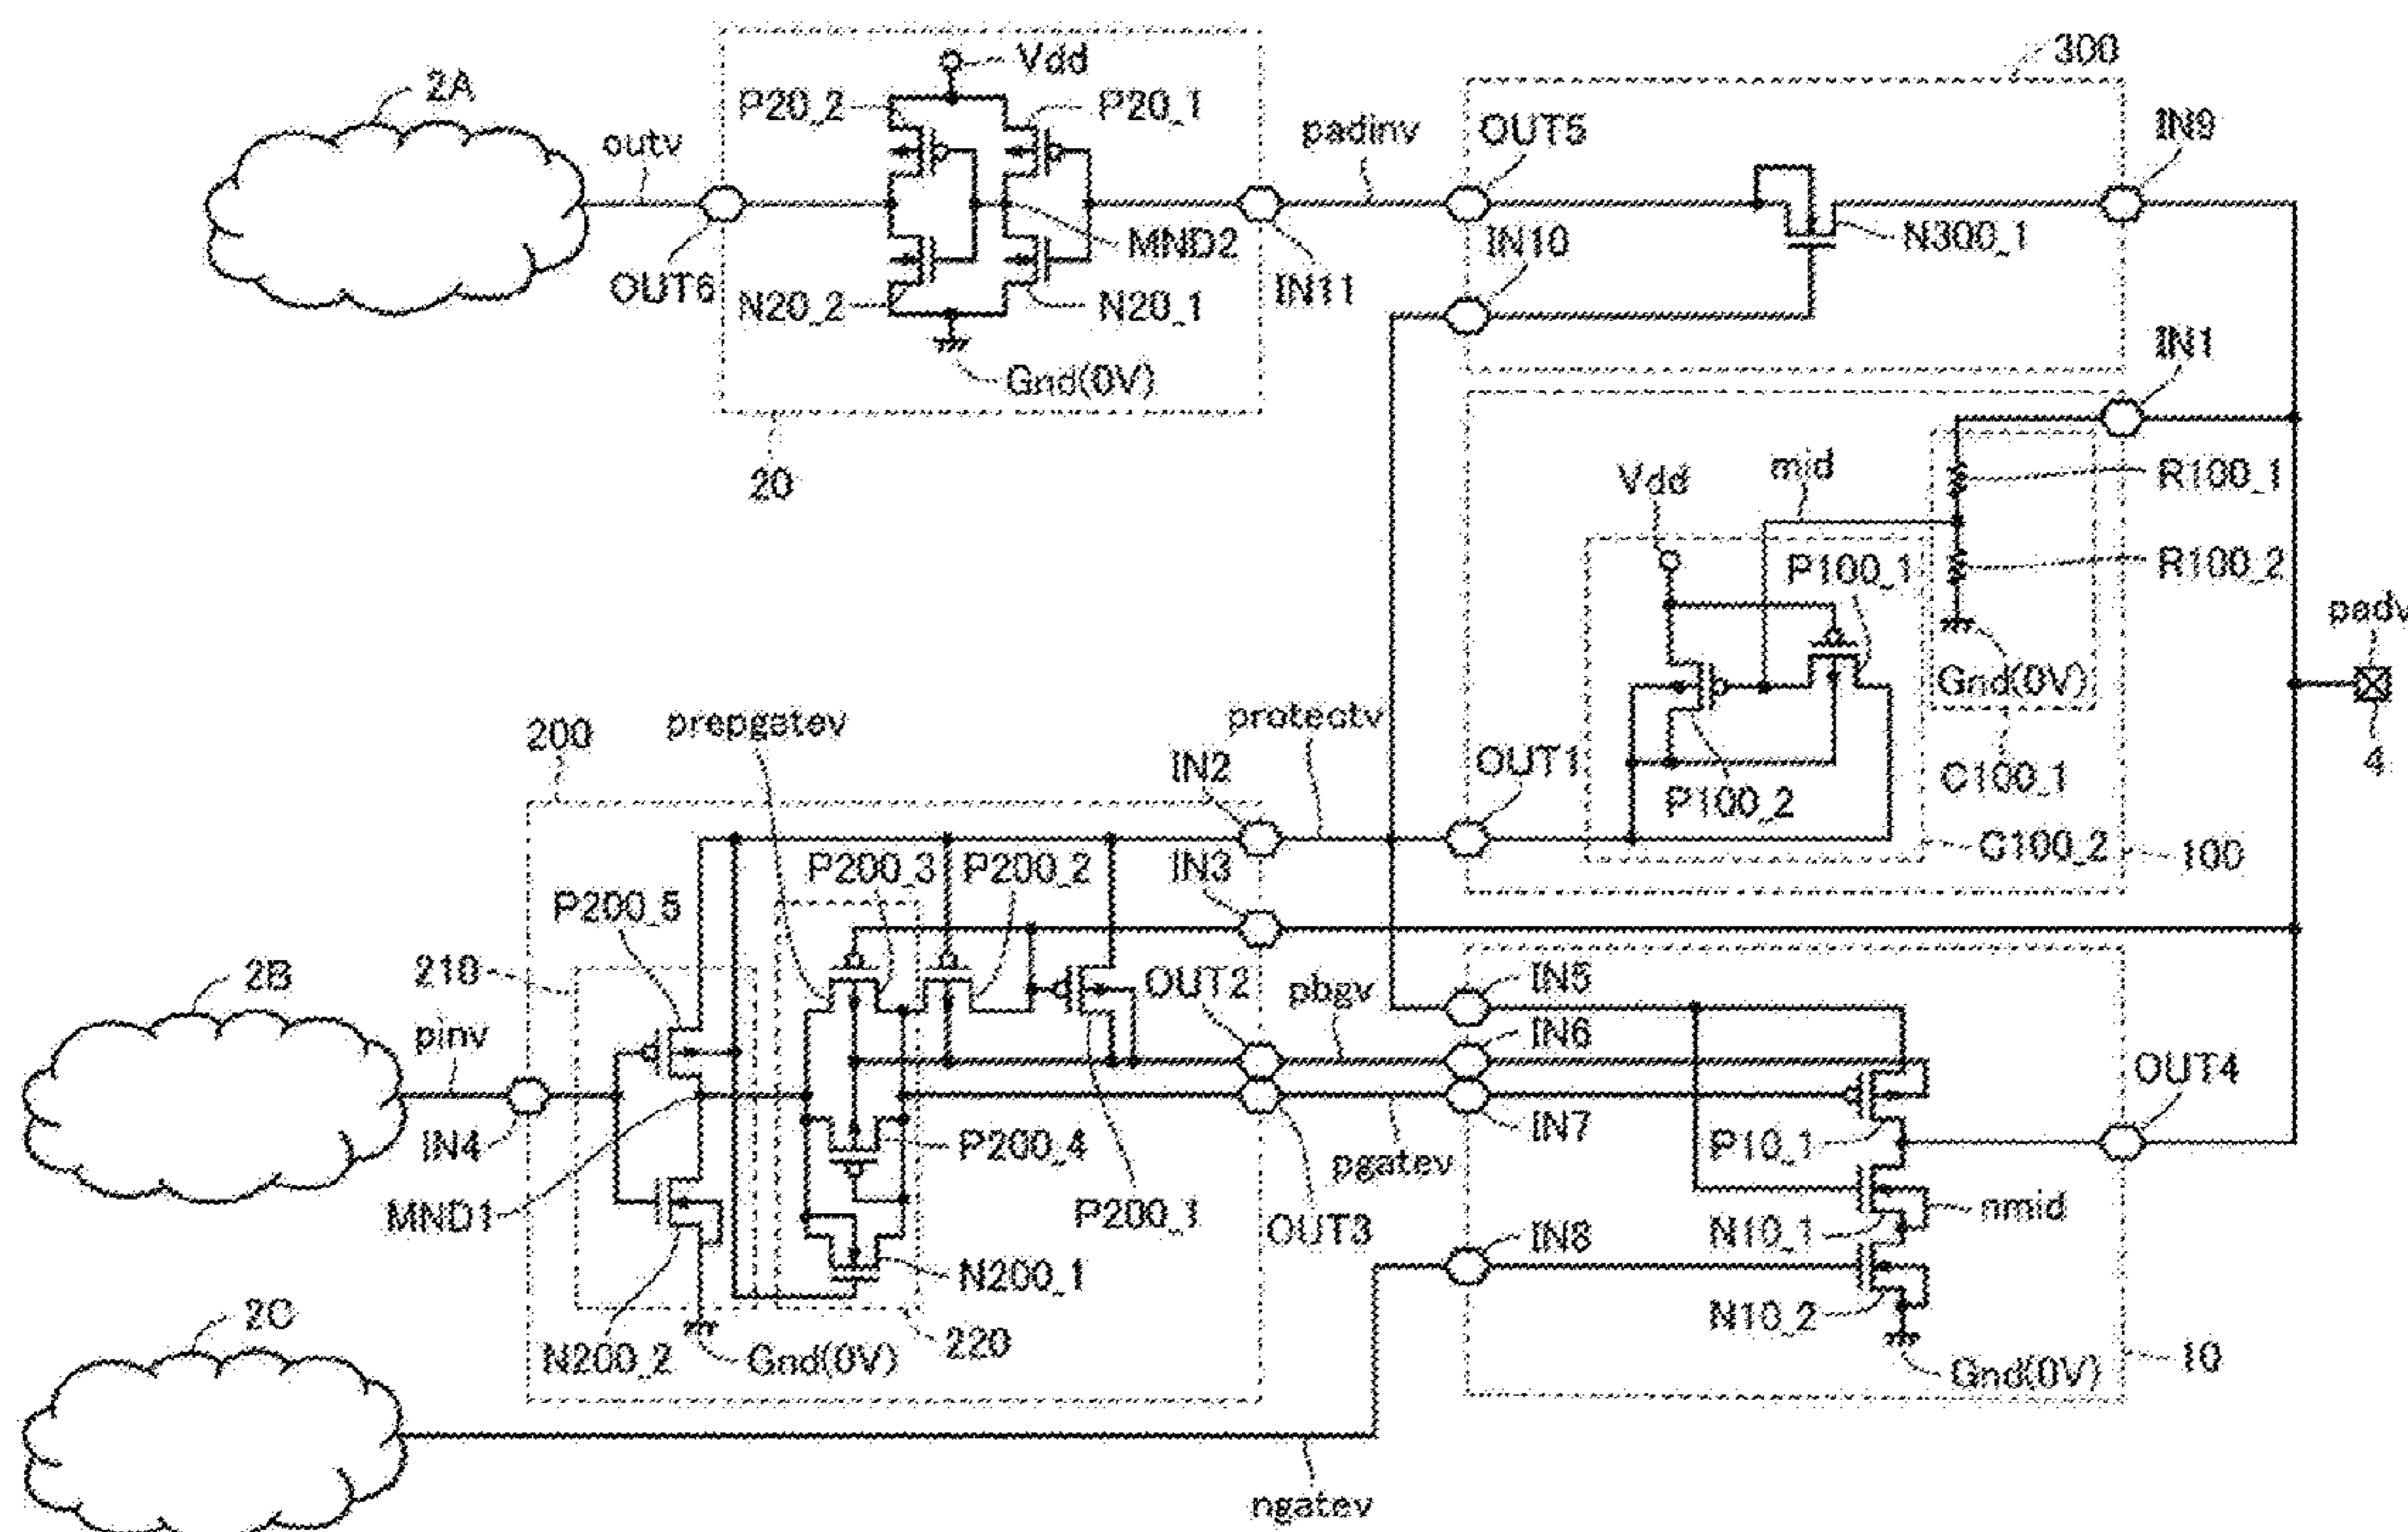 Vdd
300
2A
P20_2
P20_1
IN9
outv
padinv
OUT5
MND2
IN10
N300_1
OUT6
N20_2
N20_1
IN11
IN1
Gnd(0V)
20
Vdd
mid
R100_1
P100_1
R100_2
padv
Gnd(0V)
200
prepgatev
protectv
IN2
OUT1
P100_2
C100_1
4
P200_3
P200_2
IN3
C100_2
100
P200_5
2B
210
OUT2
pbgv
IN5
pinv
IN6
OUT4
IN4
P200_4
IN7
P10_1
pgatev
MND1
P200_1
OUT3
nmid
N10_1
IN8
N200_1
2C
N10_2
N200_2
Gnd(0V)
220
Gnd(0V)
10
ngatev